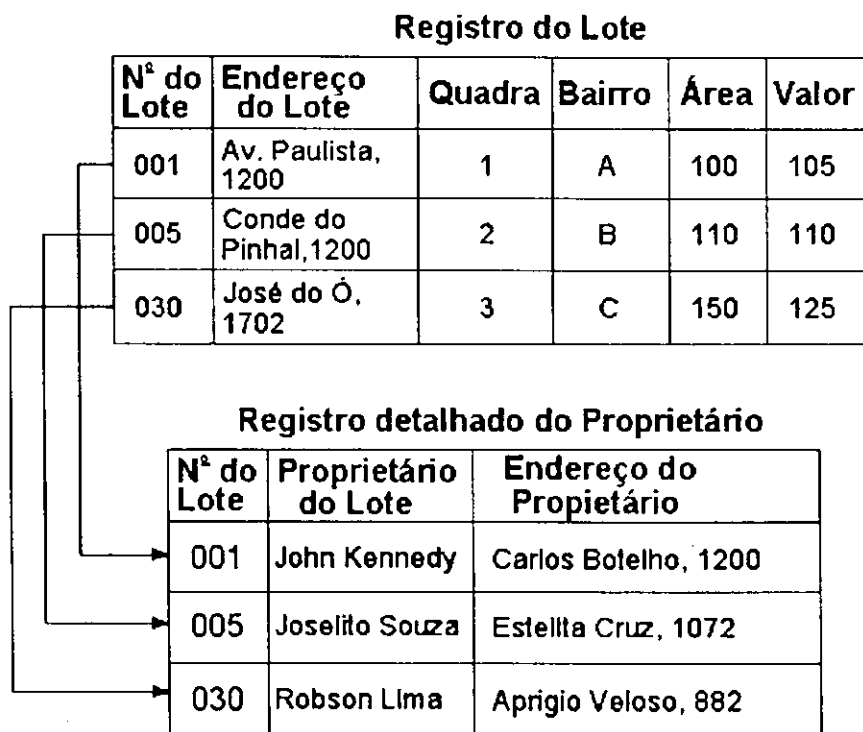 Registro do Lote
Nº do Lote Endereço do Lote Quadra Bairro Área Valor
001 Av. Paulista, 1200 1 A 100 105
005 Conde do Pinhal,1200 2 B 110 110
030 José do Ó, 1702 3 C 150 125
Registro detalhado do Proprietário
Nº do Lote Proprietário do Lote Endereço do Propietário
001 John Kennedy Carlos Botelho, 1200
005 Joselito Souza Estelita Cruz, 1072
030 Robson Lima Aprigio Veloso, 882